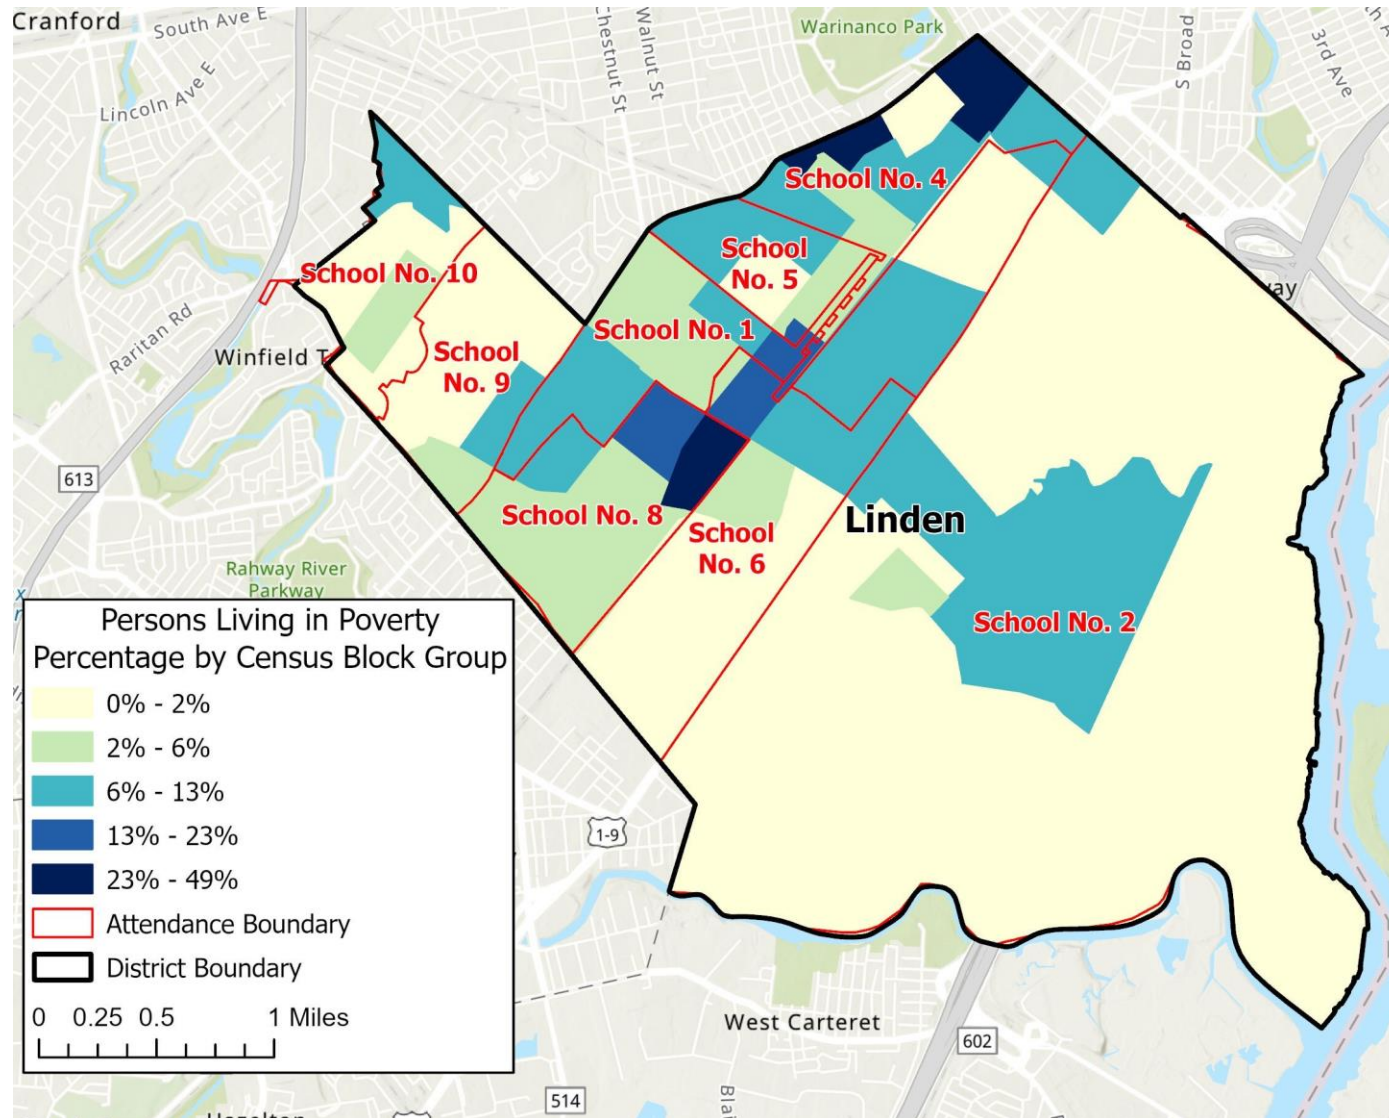 Cranford
South Ave E
Lincoln Ave E
Chestnut St
Walnut St
Warinanco Park
S Broad
3rd Ave
School No. 4
School
No. 5
School No. 10
Raritan Rd
Winfield T
School No. 1
School
No. 9
613
School No. 8
School
No. 6
Linden
Rahway River
Parkway
School No. 2
Persons Living in Poverty
Percentage by Census Block Group
0% - 2%
2% - 6%
6% - 13%
13% - 23%
23% - 49%
Attendance Boundary
District Boundary
0 0.25 0.5 1 Miles
1-9
West Carteret
602
514